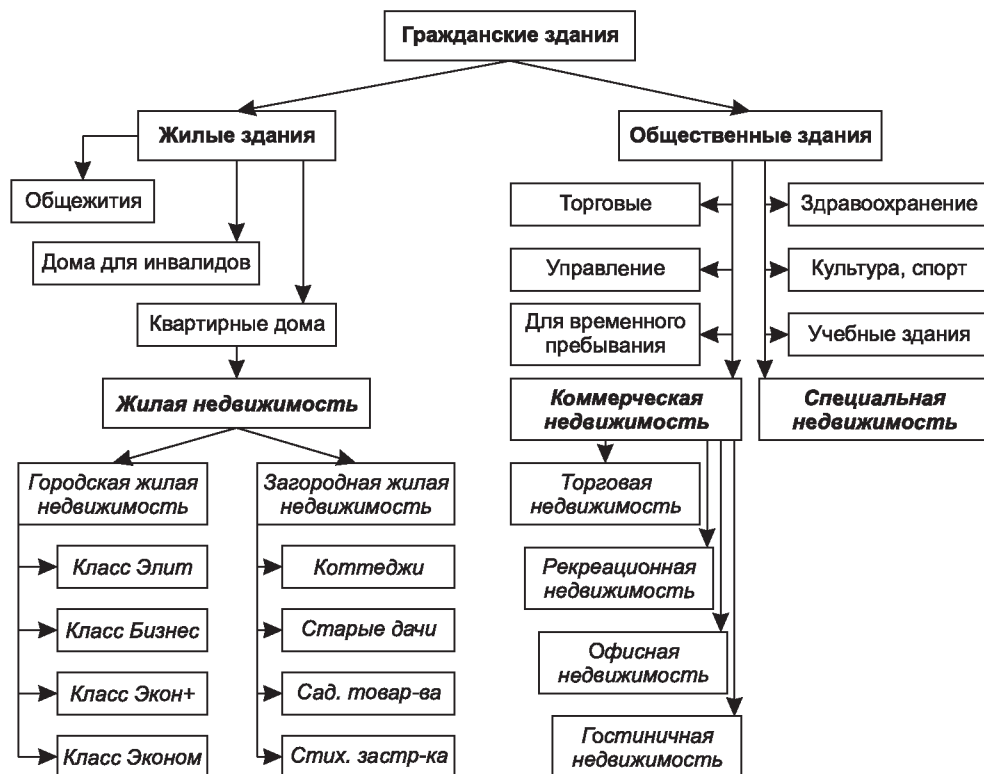 Гражданские здания
Жилые здания
Общественные здания
Общежития
Дома для инвалидов
Квартирные дома
Жилая недвижимость
Городская жилая
недвижимость
Класс Элит
Класс Бизнес
Класс Экон+
Класс Эконом
Загородная жилая
недвижимость
Коттеджи
Старые дачи
Сад. товар-ва
Стих. застр-ка
Торговые
Управление
Для временного
пребывания
Коммерческая
недвижимость
Торговая
недвижимость
Рекреационная
недвижимость
Офисная
недвижимость
Гостиничная
недвижимость
Здравоохранение
Культура, спорт
Учебные здания
Специальная
недвижимость